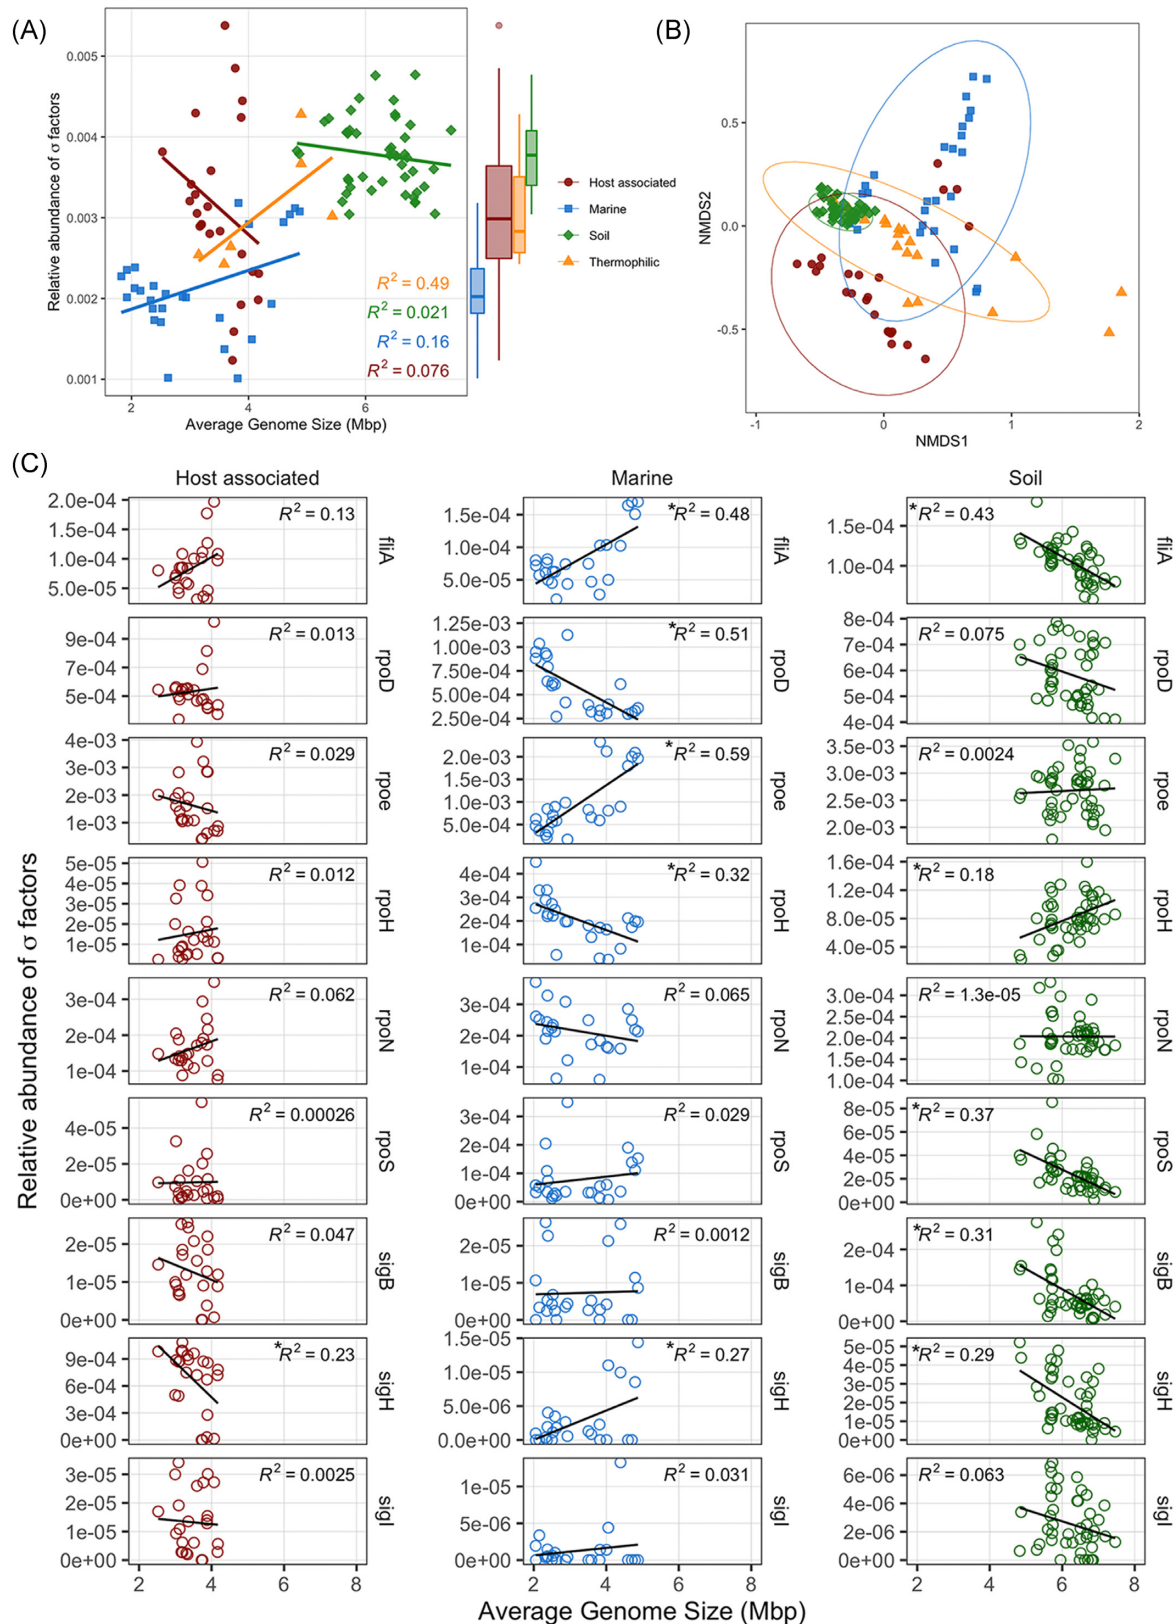 (A)
Relative abundance of σ factors
0.005
0.004
0.003
0.002
0.001
2
4
6
Average Genome Size (Mbp)
R² = 0.49
R² = 0.021
R² = 0.16
R² = 0.076
Host associated
Marine
Soil
Thermophilic
(B)
NMDS2
0.5
0.0
-0.5
-1
0
1
2
NMDS1
(C)
Relative abundance of σ factors
Host associated
Marine
Soil
2.0e-04
1.5e-04
1.0e-04
5.0e-05
R² = 0.13
fliA
1.5e-04
1.0e-04
5.0e-05
*R² = 0.48
fliA
1.5e-04
1.0e-04
*R² = 0.43
fliA
9e-04
7e-04
5e-04
R² = 0.013
rpoD
1.25e-03
1.00e-03
7.50e-04
5.00e-04
2.50e-04
*R² = 0.51
rpoD
8e-04
7e-04
6e-04
5e-04
4e-04
R² = 0.075
rpoD
4e-03
3e-03
2e-03
1e-03
R² = 0.029
rpoe
2.0e-03
1.5e-03
1.0e-03
5.0e-04
*R² = 0.59
rpoe
3.5e-03
3.0e-03
2.5e-03
2.0e-03
R² = 0.0024
rpoe
5e-05
4e-05
3e-05
2e-05
1e-05
R² = 0.012
rpoH
4e-04
3e-04
2e-04
1e-04
*R² = 0.32
rpoH
1.6e-04
1.2e-04
8.0e-05
4.0e-05
*R² = 0.18
rpoH
3e-04
2e-04
1e-04
R² = 0.062
rpoN
3e-04
2e-04
1e-04
R² = 0.065
rpoN
3.0e-04
2.5e-04
2.0e-04
1.5e-04
1.0e-04
R² = 1.3e-05
rpoN
4e-05
2e-05
0e+00
R² = 0.00026
rpoS
3e-04
2e-04
1e-04
0e+00
R² = 0.029
rpoS
8e-05
6e-05
4e-05
2e-05
0e+00
*R² = 0.37
rpoS
2e-05
1e-05
0e+00
R² = 0.047
sigB
2e-05
1e-05
0e+00
R² = 0.0012
sigB
2e-04
1e-04
0e+00
*R² = 0.31
sigB
9e-04
6e-04
3e-04
0e+00
*R² = 0.23
sigH
1.5e-05
1.0e-05
5.0e-06
0.0e+00
*R² = 0.27
sigH
5e-05
4e-05
3e-05
2e-05
1e-05
0e+00
*R² = 0.29
sigH
3e-05
2e-05
1e-05
0e+00
R² = 0.0025
sigI
1e-05
5e-06
0e+00
R² = 0.031
sigI
6e-06
4e-06
2e-06
0e+00
R² = 0.063
sigI
2
4
6
8
2
4
6
8
2
4
6
8
Average Genome Size (Mbp)